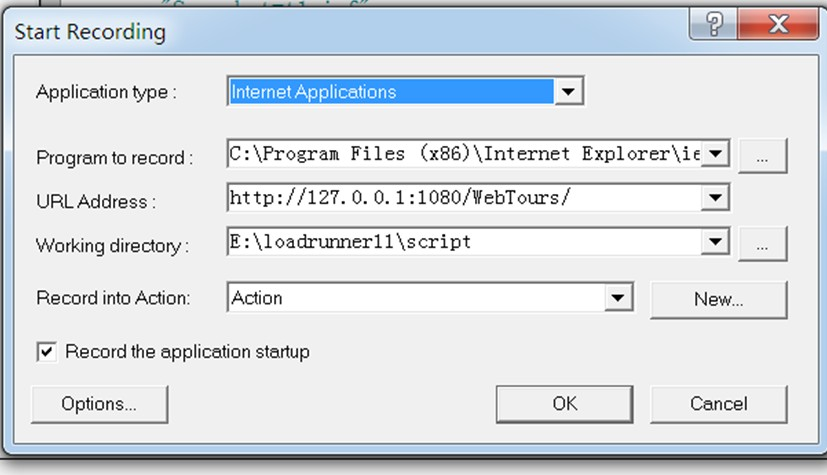 Start Recording
Application type :
Internet Applications
Program to record :
C:\Program Files (x86)\Internet Explorer\ie
...
URL Address :
http://127.0.0.1:1080/WebTours/
Working directory :
E:\loadrunner11\script
...
Record into Action:
Action
New...
Record the application startup
Options...
OK
Cancel